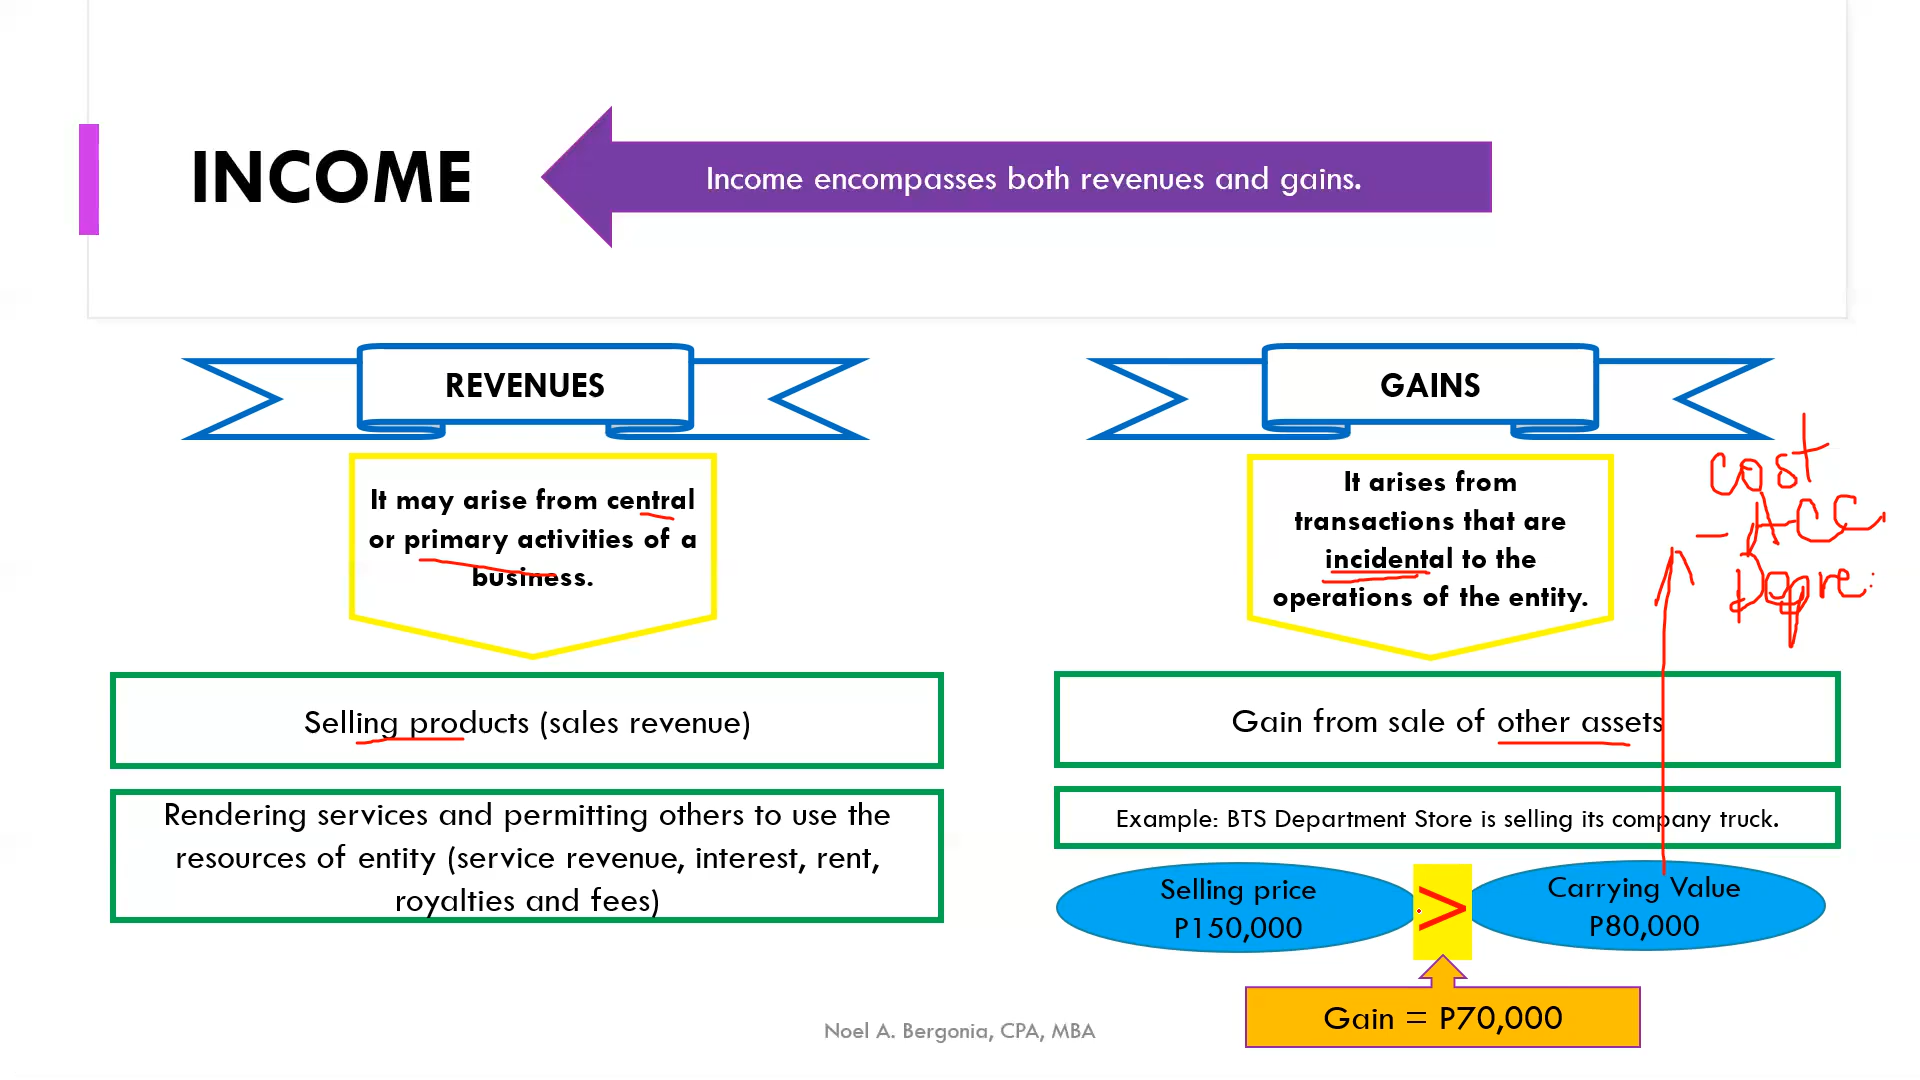 INCOME
Income encompasses both revenues and gains.
REVENUES
It may arise from central
or primary activities of a
business.
Selling products (sales revenue)
Rendering services and permitting others to use the
resources of entity (service revenue, interest, rent,
royalties and fees)
GAINS
It arises from
transactions that are
incidental to the
operations of the entity.
cost
- Acc
Depre.
Gain from sale of other assets
Example: BTS Department Store is selling its company truck.
Selling price
P150,000
>
Carrying Value
P80,000
Gain = P70,000
Noel A. Bergonia, CPA, MBA